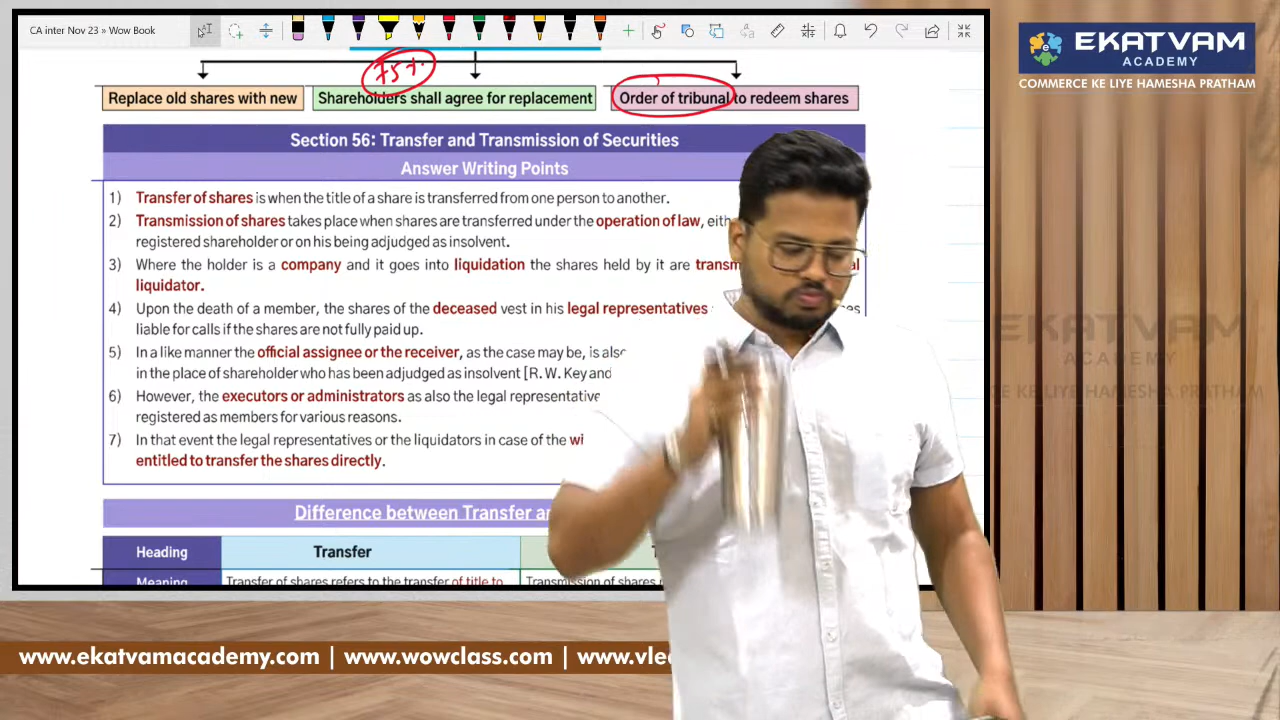 CA inter Nov 23 » Wow Book
EKATVAM
ACADEMY
COMMERCE KE LIYE HAMESHA PRATHAM
75%
Replace old shares with new
Shareholders shall agree for replacement
Order of tribunal to redeem shares
Section 56: Transfer and Transmission of Securities
Answer Writing Points
1) Transfer of shares is when the title of a share is transferred from one person to another.
2) Transmission of shares takes place when shares are transferred under the operation of law,
registered shareholder or on his being adjudged as insolvent.
3) Where the holder is a company and it goes into liquidation the shares held by it are
liquidator.
4) Upon the death of a member, the shares of the deceased vest in his legal representatives
liable for calls if the shares are not fully paid up.
5) In a like manner the official assignee or the receiver, as the case may be, is
in the place of shareholder who has been adjudged as insolvent [R. W. Key and
6) However, the executors or administrators as also the legal
registered as members for various reasons.
7) In that event the legal representatives or the liquidators in case of the
entitled to transfer the shares directly.
Difference between Transfer
Heading
Transfer
Meaning
Transfer of shares refers to the transfer of title to
Transmission of shares
EKATVAM
ACADEMY
KE LIYE HAMESHA PRATHAM
www.ekatvamacademy.com | www.wowclass.com |